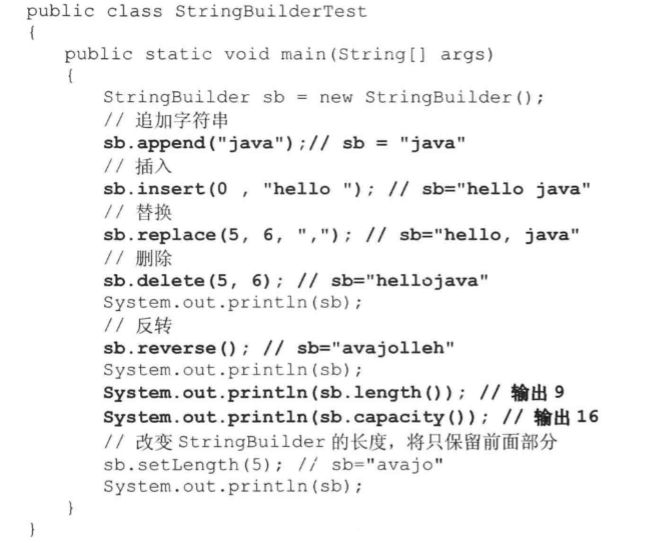 public class StringBuilderTest
{
public static void main(String[] args)
{
StringBuilder sb = new StringBuilder();
// 追加字符串
sb.append("java");// sb = "java"
// 插入
sb.insert(0 , "hello "); // sb="hello java"
// 替换
sb.replace(5, 6, ","); // sb="hello, java"
// 删除
sb.delete(5, 6); // sb="hellojava"
System.out.println(sb);
// 反转
sb.reverse(); // sb="avajolleh"
System.out.println(sb);
System.out.println(sb.length()); // 输出 9
System.out.println(sb.capacity()); // 输出 16
// 改变 StringBuilder 的长度，将只保留前面部分
sb.setLength(5); // sb="avajo"
System.out.println(sb);
}
}